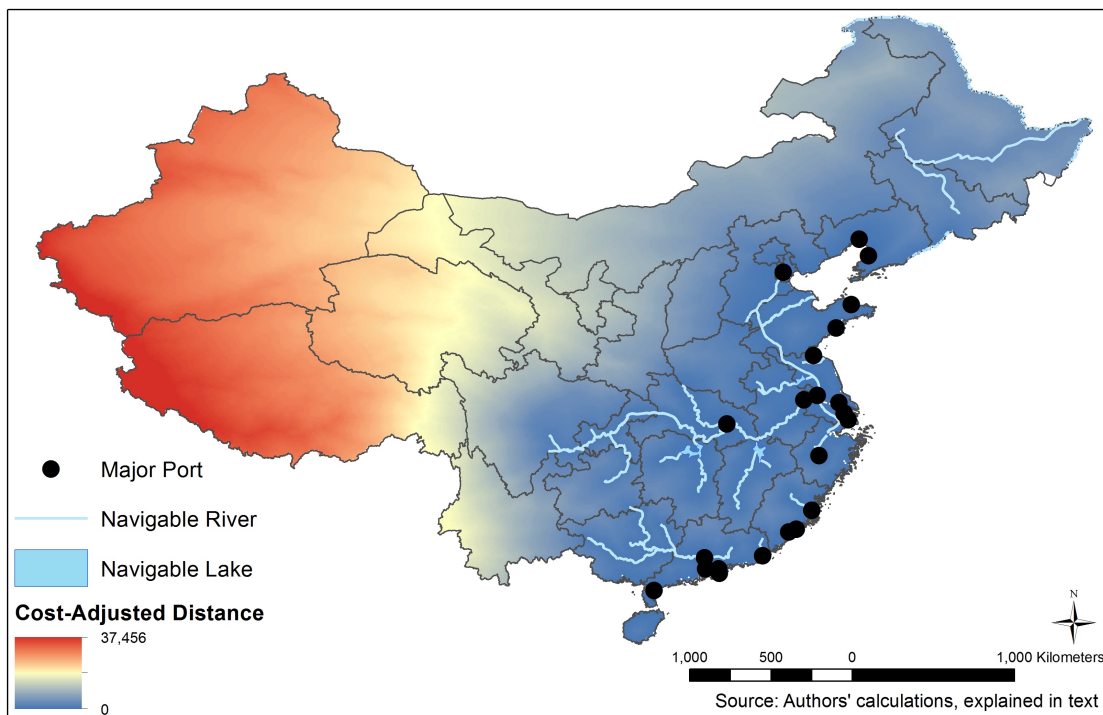 Major Port
Navigable River
Navigable Lake
Cost-Adjusted Distance
37,456
0
N
1,000 500 0 1,000 Kilometers
Source: Authors' calculations, explained in text